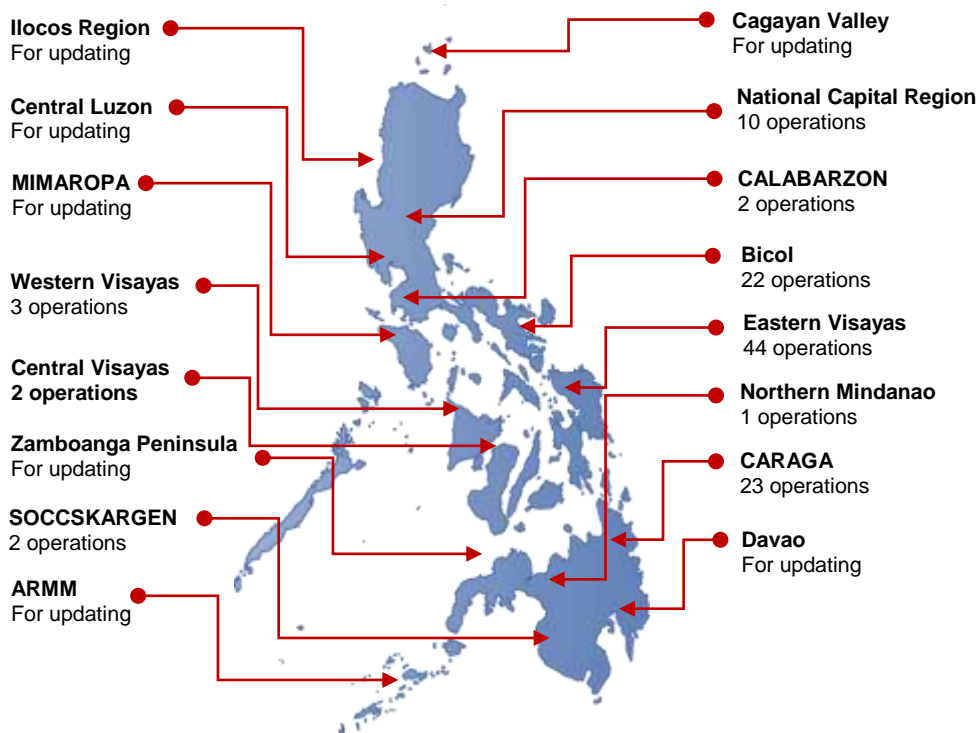 Ilocos Region
For updating
Central Luzon
For updating
MIMAROPA
For updating
Western Visayas
3 operations
Central Visayas
2 operations
Zamboanga Peninsula
For updating
SOCCSKARGEN
2 operations
ARMM
For updating
Cagayan Valley
For updating
National Capital Region
10 operations
CALABARZON
2 operations
Bicol
22 operations
Eastern Visayas
44 operations
Northern Mindanao
1 operations
CARAGA
23 operations
Davao
For updating